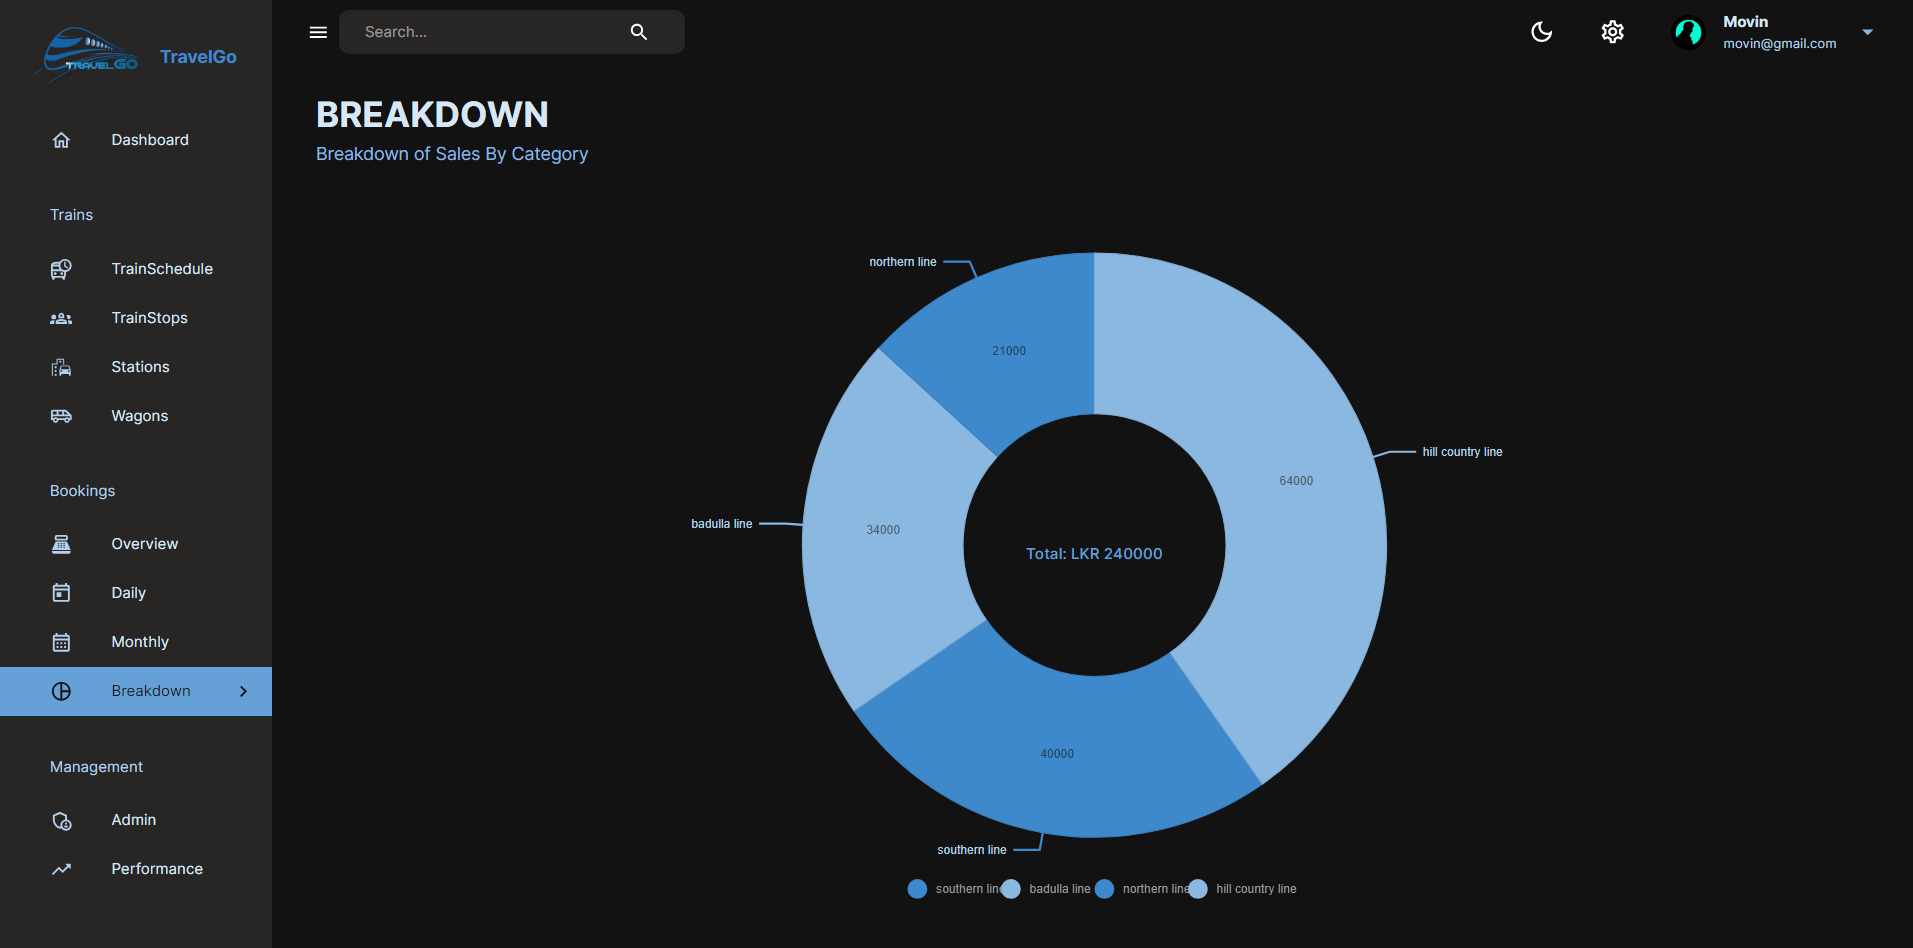 TRAVELGO
TravelGo
Dashboard
Trains
TrainSchedule
TrainStops
Stations
Wagons
Bookings
Overview
Daily
Monthly
Breakdown
Management
Admin
Performance
Search...
Movin
movin@gmail.com
BREAKDOWN
Breakdown of Sales By Category
northern line
21000
hill country line
64000
badulla line
34000
Total: LKR 240000
40000
southern line
southern line
badulla line
northern line
hill country line